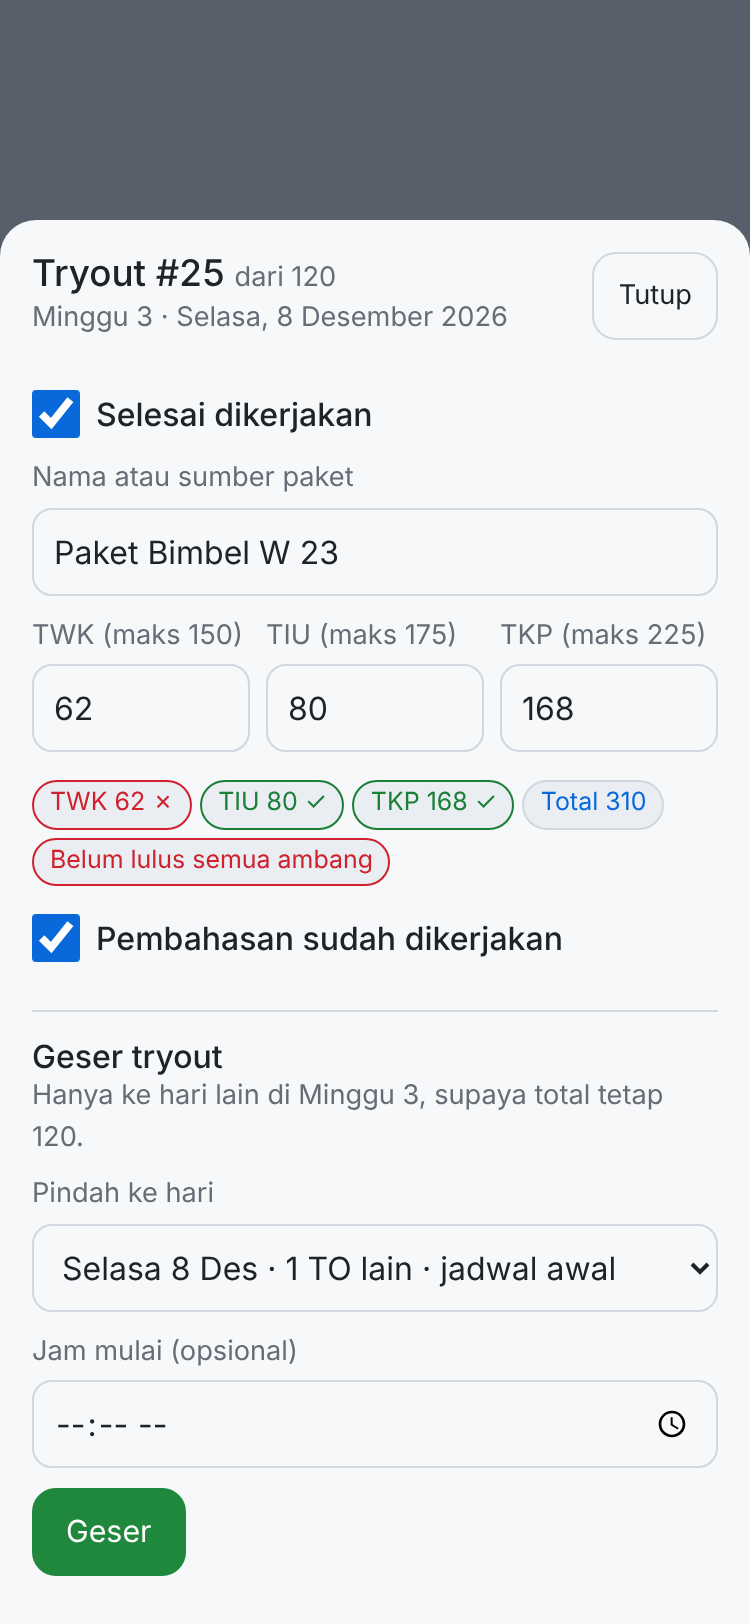 Tryout #25 dari 120
Minggu 3 · Selasa, 8 Desember 2026
Tutup
Selesai dikerjakan
Nama atau sumber paket
Paket Bimbel W 23
TWK (maks 150) TIU (maks 175) TKP (maks 225)
62 80 168
TWK 62 × TIU 80 ✓ TKP 168 ✓ Total 310
Belum lulus semua ambang
Pembahasan sudah dikerjakan
Geser tryout
Hanya ke hari lain di Minggu 3, supaya total tetap
120.
Pindah ke hari
Selasa 8 Des · 1 TO lain · jadwal awal
Jam mulai (opsional)
--:-- --
Geser